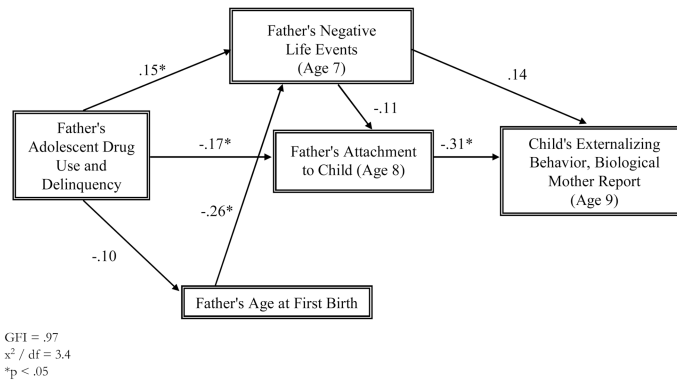 Father's Negative
Life Events
(Age 7)
.15*
.14
-.11
Father's
Adolescent Drug
Use and
Delinquency
-.17*
Father's Attachment
to Child (Age 8)
-.31*
Child's Externalizing
Behavior, Biological
Mother Report
(Age 9)
-.26*
-.10
Father's Age at First Birth
GFI = .97
x² / df = 3.4
*p < .05